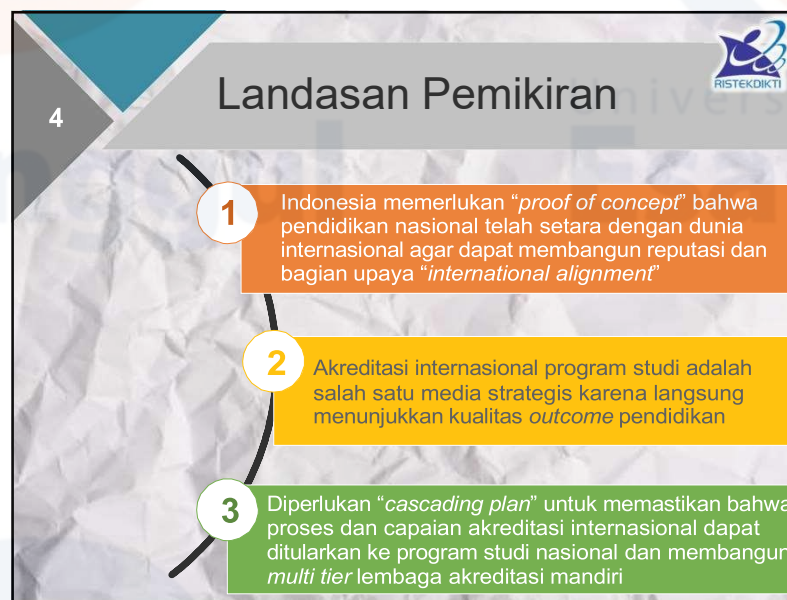 4
Landasan Pemikiran
RISTEKDIKTI
1
Indonesia memerlukan “proof of concept” bahwa
pendidikan nasional telah setara dengan dunia
internasional agar dapat membangun reputasi dan
bagian upaya “international alignment”
2
Akreditasi internasional program studi adalah
salah satu media strategis karena langsung
menunjukkan kualitas outcome pendidikan
3
Diperlukan “cascading plan” untuk memastikan bahwa
proses dan capaian akreditasi internasional dapat
ditularkan ke program studi nasional dan membangun
multi tier lembaga akreditasi mandiri